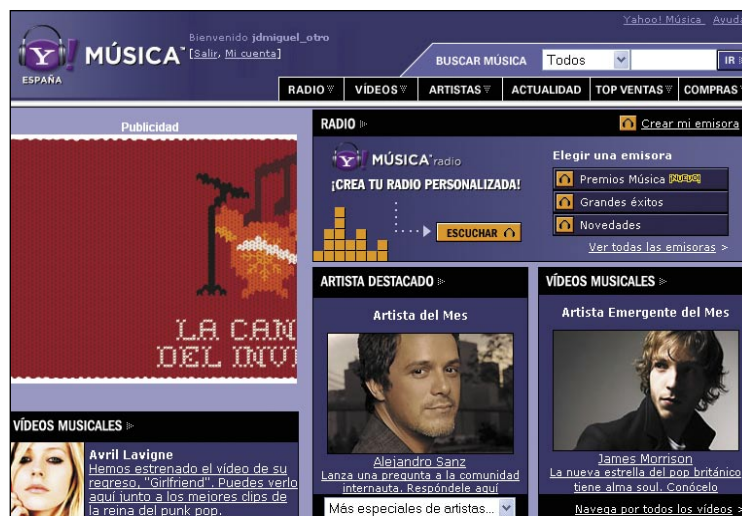 Yahoo! Música Ayuda
Bienvenido jdmiguel_otro
[Salir, Mi cuenta]
Y! MÚSICA™
ESPAÑA
BUSCAR MÚSICA Todos IR
RADIO VÍDEOS ARTISTAS ACTUALIDAD TOP VENTAS COMPRAS
Publicidad
LA CAN
DEL INV
RADIO
Crear mi emisora
Y! MÚSICA radio
¡CREA TU RADIO PERSONALIZADA!
ESCUCHAR
Elegir una emisora
Premios Música ¡NUEVO!
Grandes éxitos
Novedades
Ver todas las emisoras >
ARTISTA DESTACADO
Artista del Mes
Alejandro Sanz
Lanza una pregunta a la comunidad
internauta. Respóndele aquí
Más especiales de artistas...
VÍDEOS MUSICALES
Artista Emergente del Mes
James Morrison
La nueva estrella del pop británico
tiene alma soul. Conócelo
Navega por todos los vídeos >
VÍDEOS MUSICALES
Avril Lavigne
Hemos estrenado el vídeo de su
regreso, "Girlfriend". Puedes verlo
aquí junto a los mejores clips de
la reina del punk pop.